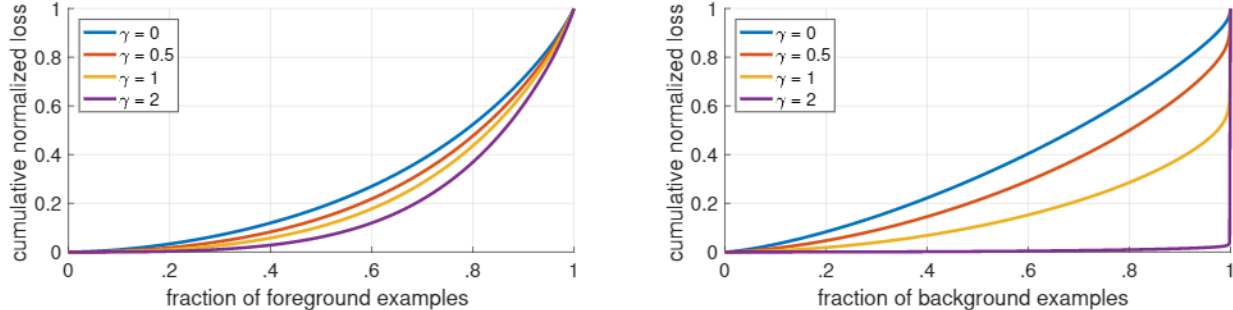 cumulative normalized loss
1
0.8
0.6
0.4
0.2
0
γ = 0
γ = 0.5
γ = 1
γ = 2
0
.2
.4
.6
.8
1
fraction of foreground examples
cumulative normalized loss
1
0.8
0.6
0.4
0.2
0
γ = 0
γ = 0.5
γ = 1
γ = 2
0
.2
.4
.6
.8
1
fraction of background examples